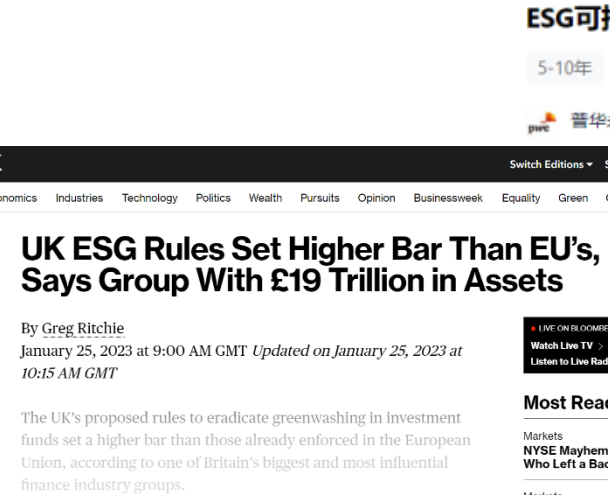 ESG可
5-10年
pwc 普华
Switch Editions
Industries Technology Politics Wealth Pursuits Opinion Businessweek Equality Green
UK ESG Rules Set Higher Bar Than EU’s,
Says Group With £19 Trillion in Assets
By Greg Ritchie
January 25, 2023 at 9:00 AM GMT Updated on January 25, 2023 at
10:15 AM GMT
The UK’s proposed rules to eradicate greenwashing in investment
funds set a higher bar than those already enforced in the European
Union, according to one of Britain’s biggest and most influential
finance industry groups.
LIVE ON
Watch Live TV >
Listen to Live
Most
Markets
NYSE Mayhem
Who Left a